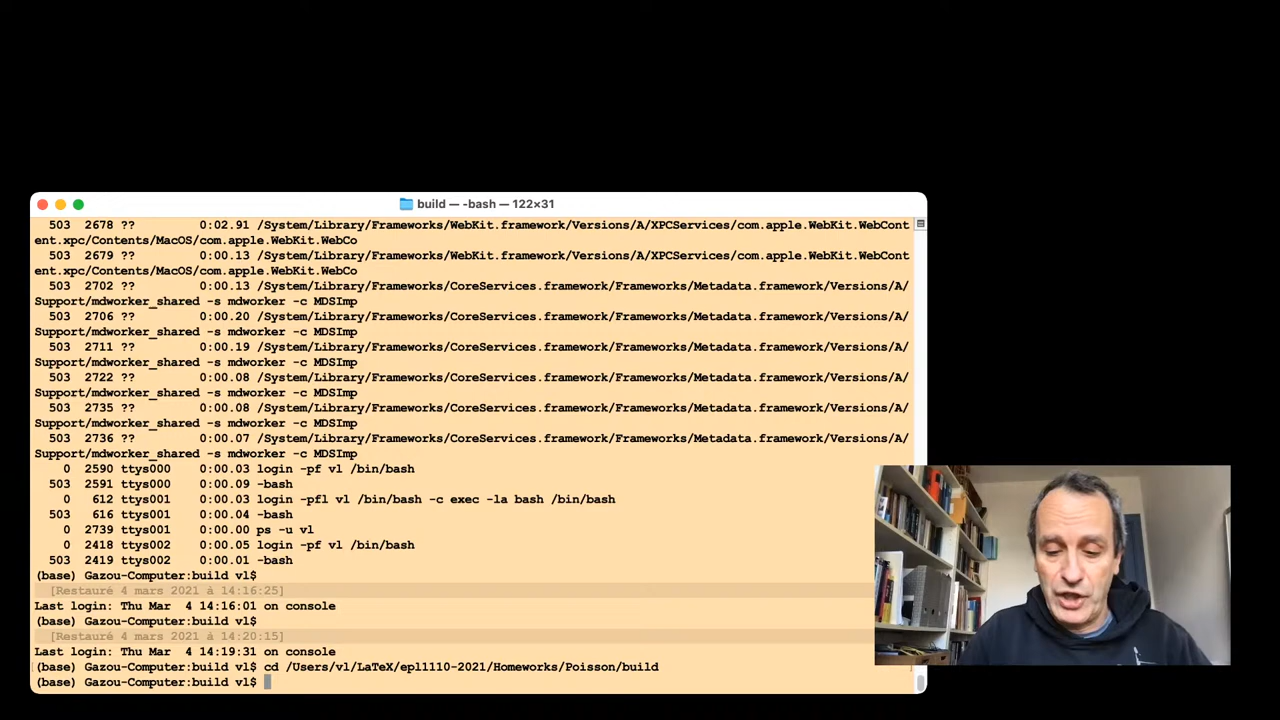 build — -bash — 122×31
503 2678 ?? 0:02.91 /System/Library/Frameworks/WebKit.framework/Versions/A/XPCServices/com.apple.WebKit.WebCont
ent.xpc/Contents/MacOS/com.apple.WebKit.WebCo
503 2679 ?? 0:00.13 /System/Library/Frameworks/WebKit.framework/Versions/A/XPCServices/com.apple.WebKit.WebCont
ent.xpc/Contents/MacOS/com.apple.WebKit.WebCo
503 2702 ?? 0:00.13 /System/Library/Frameworks/CoreServices.framework/Frameworks/Metadata.framework/Versions/A/
Support/mdworker_shared -s mdworker -c MDSImp
503 2706 ?? 0:00.20 /System/Library/Frameworks/CoreServices.framework/Frameworks/Metadata.framework/Versions/A/
Support/mdworker_shared -s mdworker -c MDSImp
503 2711 ?? 0:00.19 /System/Library/Frameworks/CoreServices.framework/Frameworks/Metadata.framework/Versions/A/
Support/mdworker_shared -s mdworker -c MDSImp
503 2722 ?? 0:00.08 /System/Library/Frameworks/CoreServices.framework/Frameworks/Metadata.framework/Versions/A/
Support/mdworker_shared -s mdworker -c MDSImp
503 2735 ?? 0:00.08 /System/Library/Frameworks/CoreServices.framework/Frameworks/Metadata.framework/Versions/A/
Support/mdworker_shared -s mdworker -c MDSImp
503 2736 ?? 0:00.07 /System/Library/Frameworks/CoreServices.framework/Frameworks/Metadata.framework/Versions/A/
Support/mdworker_shared -s mdworker -c MDSImp
0 2590 ttys000 0:00.03 login -pf vl /bin/bash
503 2591 ttys000 0:00.09 -bash
0 612 ttys001 0:00.03 login -pfl vl /bin/bash -c exec -la bash /bin/bash
503 616 ttys001 0:00.04 -bash
0 2739 ttys001 0:00.00 ps -u vl
0 2418 ttys002 0:00.05 login -pf vl /bin/bash
503 2419 ttys002 0:00.01 -bash
(base) Gazou-Computer:build vl$
[Restauré 4 mars 2021 à 14:16:25]
Last login: Thu Mar 4 14:16:01 on console
(base) Gazou-Computer:build vl$
[Restauré 4 mars 2021 à 14:20:15]
Last login: Thu Mar 4 14:19:31 on console
(base) Gazou-Computer:build vl$ cd /Users/vl/LaTeX/epl1110-2021/Homeworks/Poisson/build
(base) Gazou-Computer:build vl$